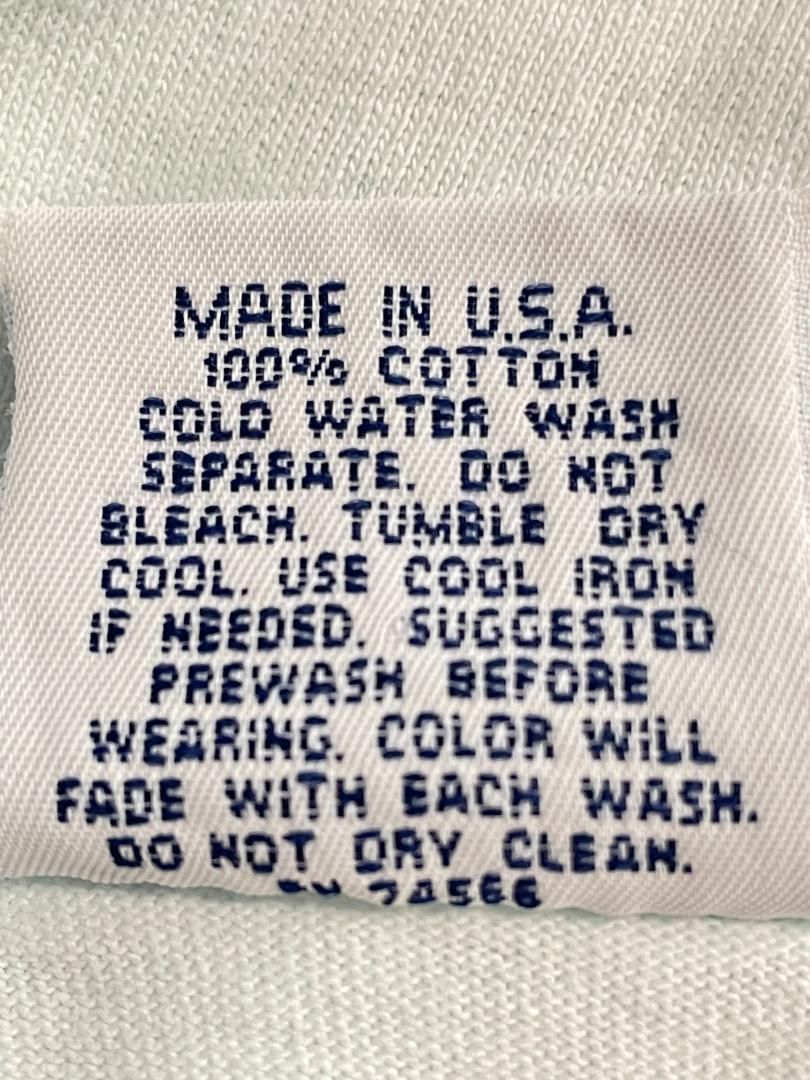 MADE IN U.S.A.
100% COTTON
COLD WATER WASH
SEPARATE. DO NOT
BLEACH. TUMBLE DRY
COOL. USE COOL IRON
IF NEEDED. SUGGESTED
PREWASH BEFORE
WEARING. COLOR WILL
FADE WITH EACH WASH.
DO NOT DRY CLEAN.
74566